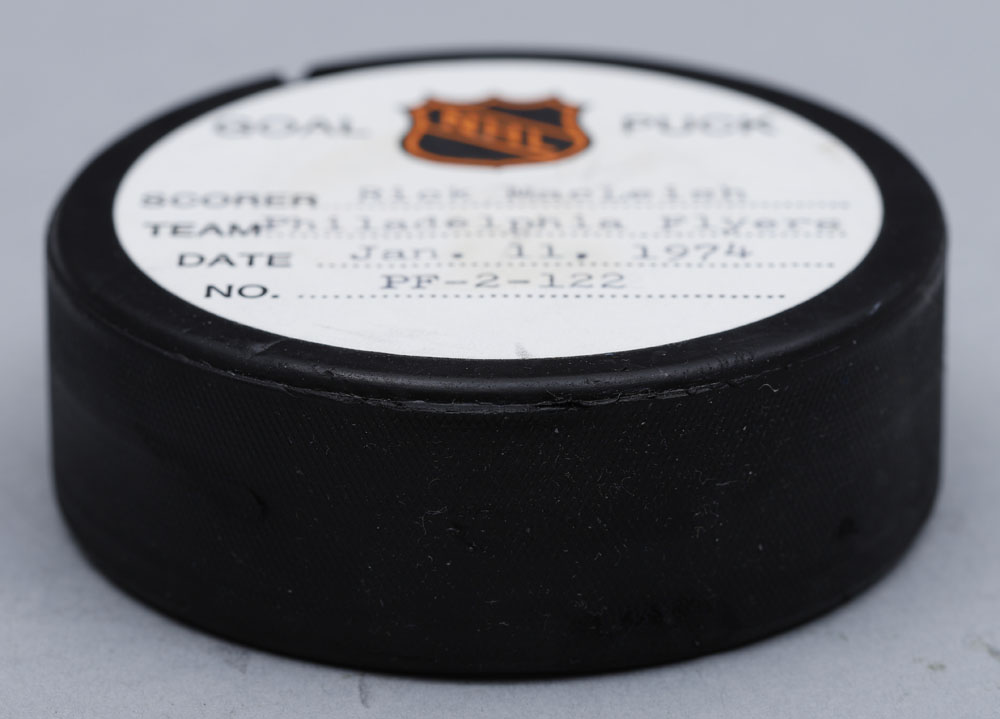 GOAL NHL PUCK
SCORER Rick MacLeish
TEAM Philadelphia Flyers
DATE Jan. 11, 1974
NO. PF-2-122